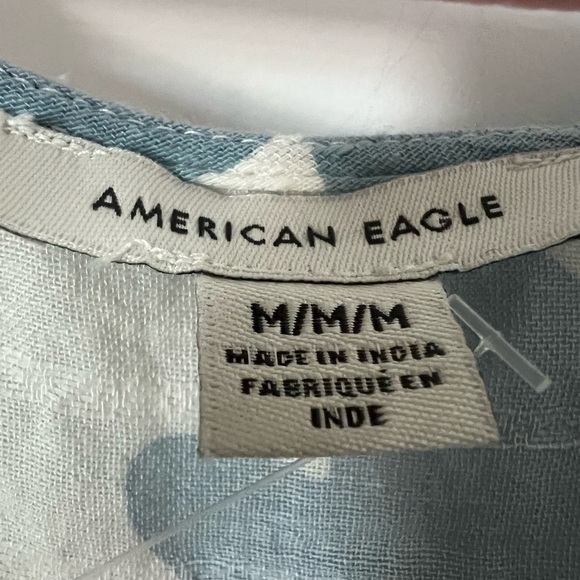 AMERICAN EAGLE
M/M/M
MADE IN INDIA
FABRIQUÉ EN
INDE